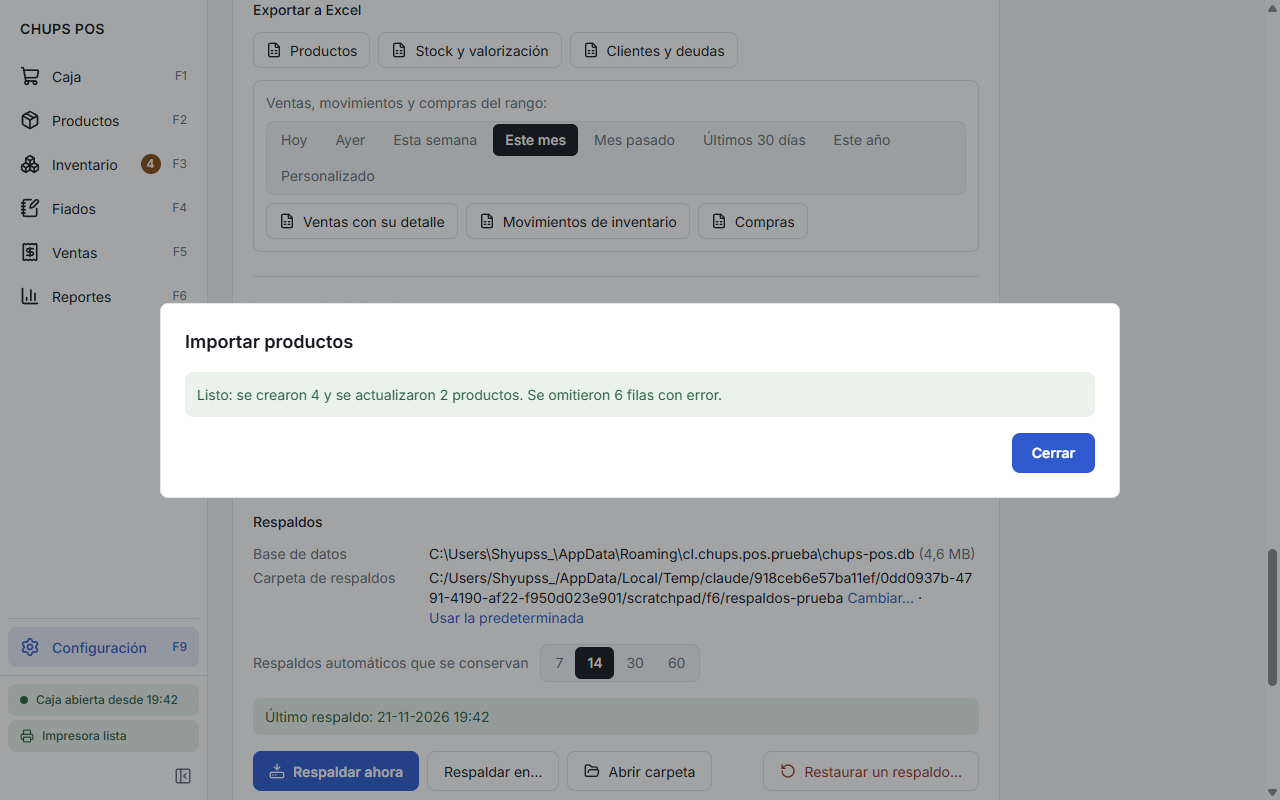 CHUPS POS
Caja F1
Productos F2
Inventario 4 F3
Fiados F4
Ventas F5
Reportes F6
Configuración F9
Caja abierta desde 19:42
Impresora lista
Exportar a Excel
Productos
Stock y valorización
Clientes y deudas
Ventas, movimientos y compras del rango:
Hoy Ayer Esta semana Este mes Mes pasado Últimos 30 días Este año
Personalizado
Ventas con su detalle
Movimientos de inventario
Compras
Importar productos
Listo: se crearon 4 y se actualizaron 2 productos. Se omitieron 6 filas con error.
Cerrar
Respaldos
Base de datos C:\Users\Shyupss_\AppData\Roaming\cl.chups.pos.prueba\chups-pos.db (4,6 MB)
Carpeta de respaldos C:/Users/Shyupss_/AppData/Local/Temp/claude/918ceb6e57ba11ef/0dd0937b-47
91-4190-af22-f950d023e901/scratchpad/f6/respaldos-prueba Cambiar... ·
Usar la predeterminada
Respaldos automáticos que se conservan 7 14 30 60
Último respaldo: 21-11-2026 19:42
Respaldar ahora
Respaldar en...
Abrir carpeta
Restaurar un respaldo...